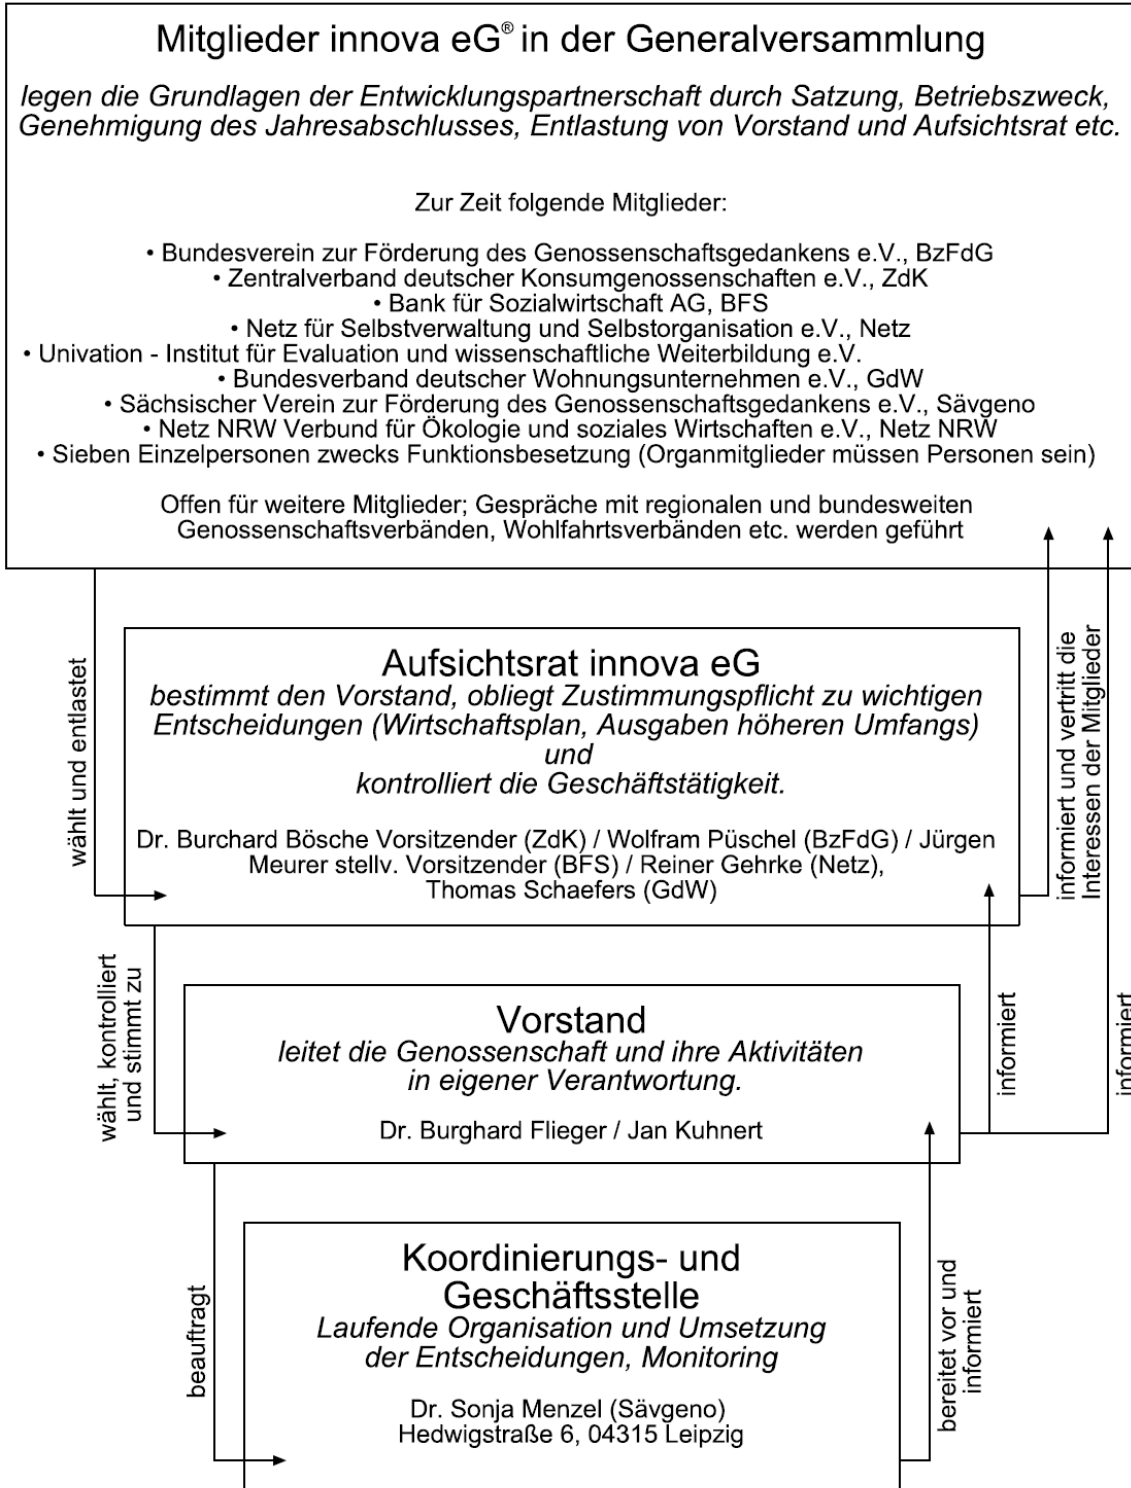 Mitglieder innova eG® in der Generalversammlung
legen die Grundlagen der Entwicklungspartnerschaft durch Satzung, Betriebszweck,
Genehmigung des Jahresabschlusses, Entlastung von Vorstand und Aufsichtsrat etc.
Zur Zeit folgende Mitglieder:
• Bundesverein zur Förderung des Genossenschaftsgedankens e.V., BzFdG
• Zentralverband deutscher Konsumgenossenschaften e.V., ZdK
• Bank für Sozialwirtschaft AG, BFS
• Netz für Selbstverwaltung und Selbstorganisation e.V., Netz
• Univation - Institut für Evaluation und wissenschaftliche Weiterbildung e.V.
• Bundesverband deutscher Wohnungsunternehmen e.V., GdW
• Sächsischer Verein zur Förderung des Genossenschaftsgedankens e.V., Sävgeno
• Netz NRW Verbund für Ökologie und soziales Wirtschaften e.V., Netz NRW
• Sieben Einzelpersonen zwecks Funktionsbesetzung (Organmitglieder müssen Personen sein)
Offen für weitere Mitglieder; Gespräche mit regionalen und bundesweiten
Genossenschaftsverbänden, Wohlfahrtsverbänden etc. werden geführt
wählt und entlastet
Aufsichtsrat innova eG
bestimmt den Vorstand, obliegt Zustimmungspflicht zu wichtigen
Entscheidungen (Wirtschaftsplan, Ausgaben höheren Umfangs)
und
kontrolliert die Geschäftstätigkeit.
Dr. Burchard Bösche Vorsitzender (ZdK) / Wolfram Püschel (BzFdG) / Jürgen
Meurer stellv. Vorsitzender (BFS) / Reiner Gehrke (Netz),
Thomas Schaefers (GdW)
informiert und vertritt die
Interessen der Mitglieder
wählt, kontrolliert
und stimmt zu
Vorstand
leitet die Genossenschaft und ihre Aktivitäten
in eigener Verantwortung.
Dr. Burghard Flieger / Jan Kuhnert
informiert
informiert
beauftragt
Koordinierungs- und
Geschäftsstelle
Laufende Organisation und Umsetzung
der Entscheidungen, Monitoring
Dr. Sonja Menzel (Sävgeno)
Hedwigstraße 6, 04315 Leipzig
bereitet vor und
informiert